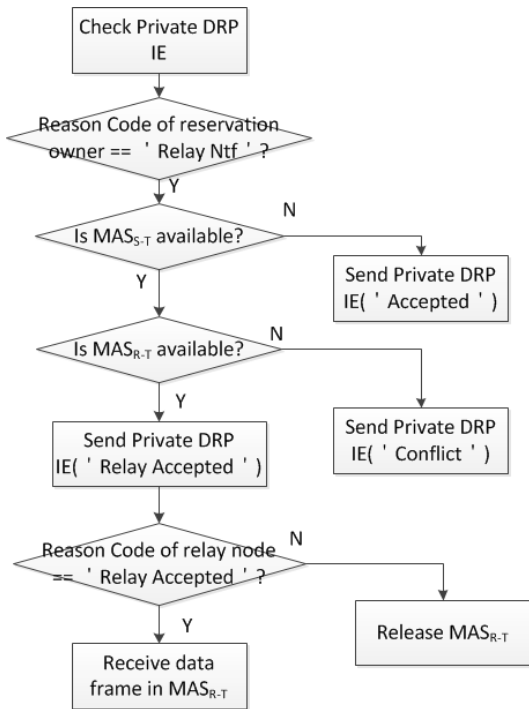 Check Private DRP
IE
Reason Code of reservation
owner == ' Relay Ntf ' ?
Y
N
Is MASS-T available?
Y
Send Private DRP
IE( ' Accepted ' )
N
Is MASR-T available?
Y
Send Private DRP
IE( ' Relay Accepted ' )
Send Private DRP
IE( ' Conflict ' )
N
Reason Code of relay node
== ' Relay Accepted ' ?
Y
Release MASR-T
Receive data
frame in MASR-T